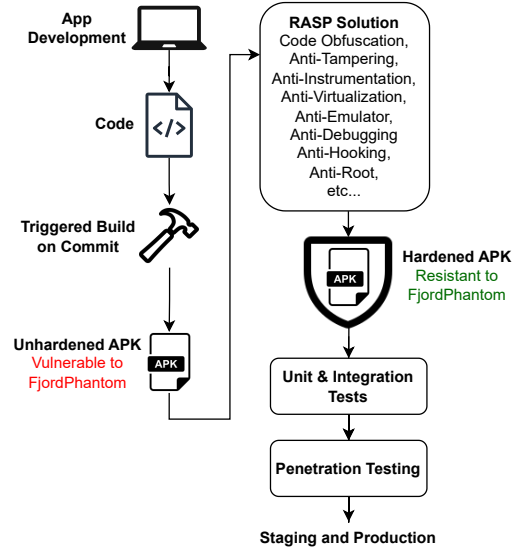 App
Development
Code
</>
Triggered Build
on Commit
Unhardened APK
Vulnerable to
FjordPhantom
APK
RASP Solution
Code Obfuscation,
Anti-Tampering,
Anti-Instrumentation,
Anti-Virtualization,
Anti-Emulator,
Anti-Debugging
Anti-Hooking,
Anti-Root,
etc...
APK
Hardened APK
Resistant to
FjordPhantom
Unit & Integration
Tests
Penetration Testing
Staging and Production